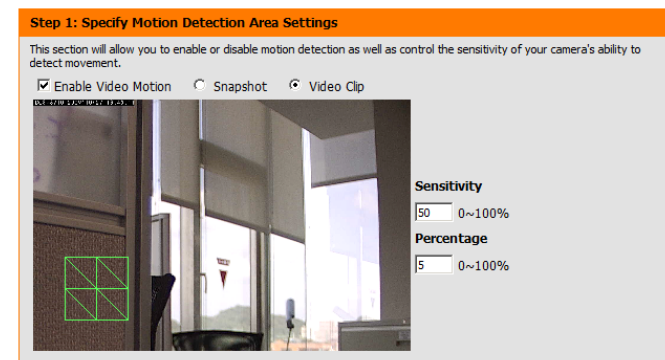 Step 1: Specify Motion Detection Area Settings
This section will allow you to enable or disable motion detection as well as control the sensitivity of your camera's ability to
detect movement.
Enable Video Motion Snapshot Video Clip
Sensitivity
50 0~100%
Percentage
5 0~100%